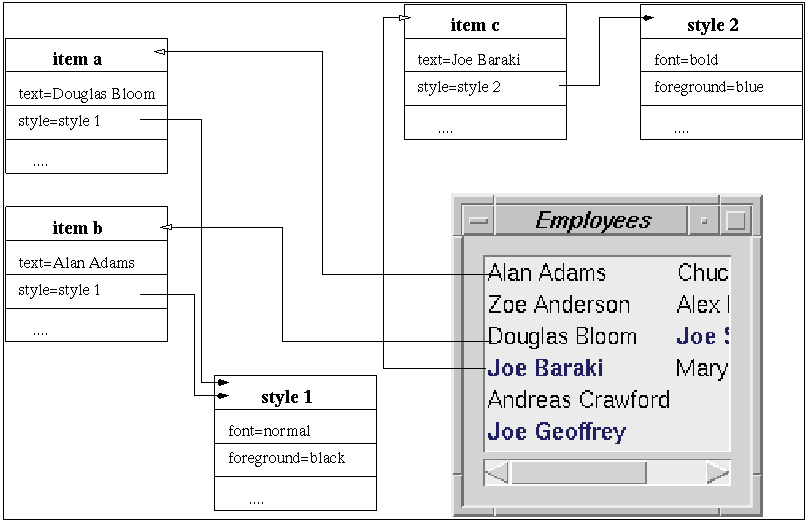 item a
text=Douglas Bloom
style=style 1
....
item b
text=Alan Adams
style=style 1
....
item c
text=Joe Baraki
style=style 2
....
style 2
font=bold
foreground=blue
....
style 1
font=normal
foreground=black
....
Employees
Alan Adams
Zoe Anderson
Douglas Bloom
Joe Baraki
Andreas Crawford
Joe Geoffrey
Chuc
Alex
Joe
Mary